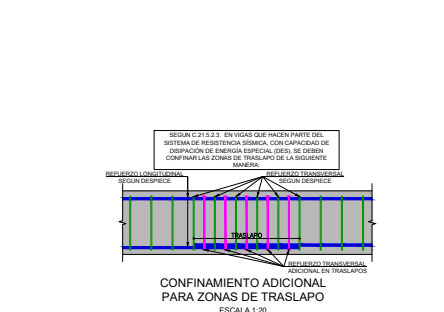 SEGUN C.21.5.2.3. EN VIGAS QUE HACEN PARTE DEL
SISTEMA DE RESISTENCIA SÍSMICA, CON CAPACIDAD DE
DISIPACIÓN DE ENERGÍA ESPECIAL (DES), SE DEBEN
CONFINAR LAS ZONAS DE TRASLAPO DE LA SIGUIENTE
MANERA:
REFUERZO LONGITUDINAL
SEGUN DESPIECE
REFUERZO TRANSVERSAL
SEGUN DESPIECE
TRASLAPO
REFUERZO TRANSVERSAL
ADICIONAL EN TRASLAPOS
CONFINAMIENTO ADICIONAL
PARA ZONAS DE TRASLAPO
ESCALA 1:20